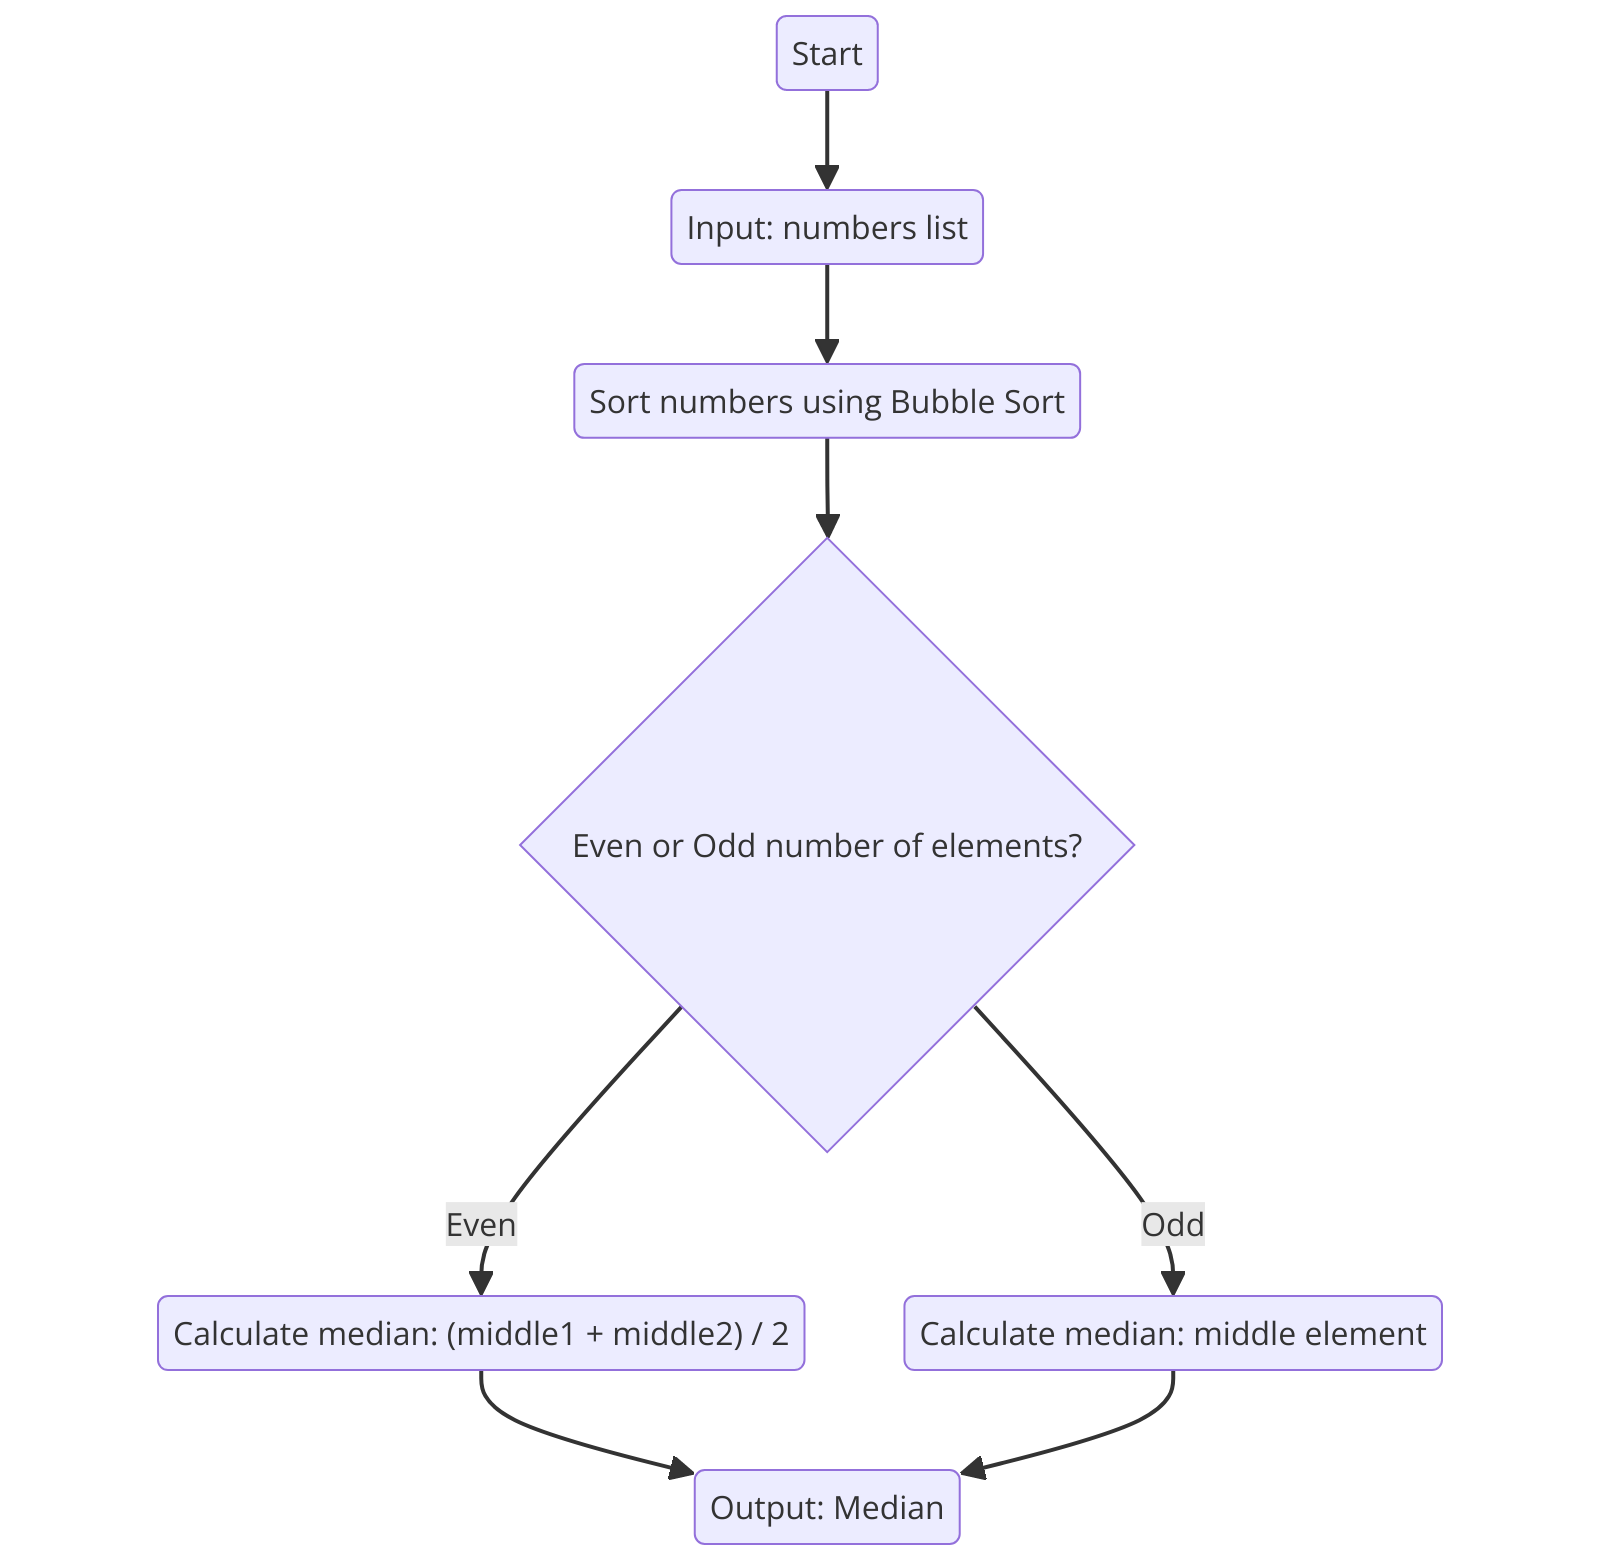 Start
Input: numbers list
Sort numbers using Bubble Sort
Even or Odd number of elements?
Even
Odd
Calculate median: (middle1 + middle2) / 2
Calculate median: middle element
Output: Median